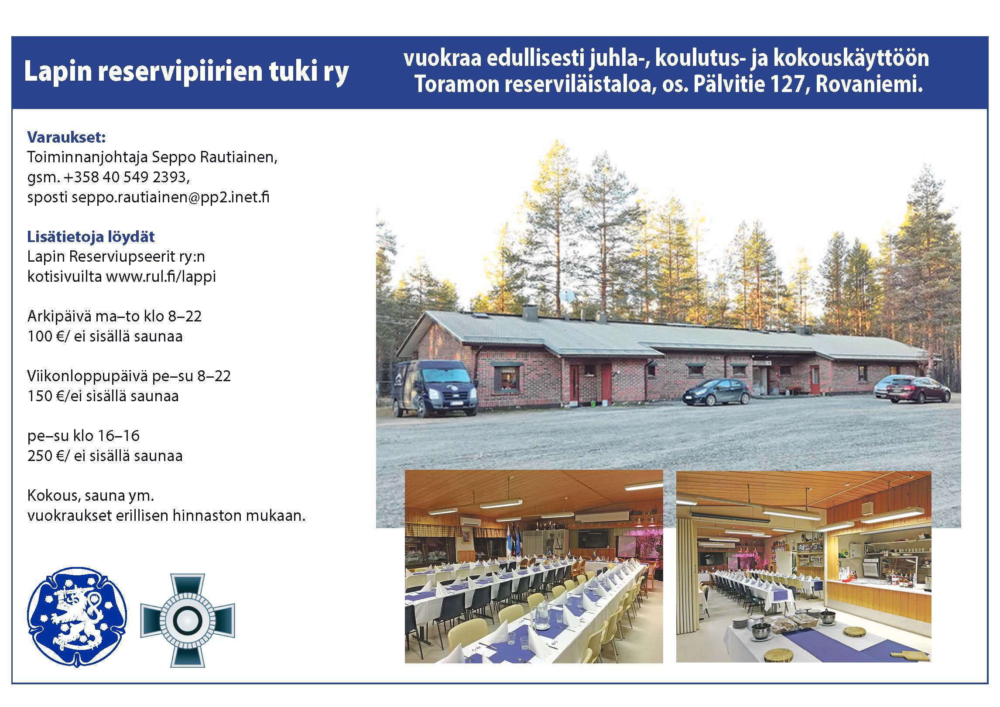 Lapin reservipiirien tuki ry
vuokraa edullisesti juhla-, koulutus- ja kokouskäyttöön
Toramon reserviläistaloa, os. Pälvitie 127, Rovaniemi.
Varaukset:
Toiminnanjohtaja Seppo Rautiainen,
gsm. +358 40 549 2393,
sposti seppo.rautiainen@pp2.inet.fi
Lisätietoja löydät
Lapin Reserviupseerit ry:n
kotisivuilta www.rul.fi/lappi
Arkipäivä ma–to klo 8–22
100 €/ ei sisällä saunaa
Viikonloppupäivä pe–su 8–22
150 €/ei sisällä saunaa
pe–su klo 16–16
250 €/ ei sisällä saunaa
Kokous, sauna ym.
vuokraukset erillisen hinnaston mukaan.